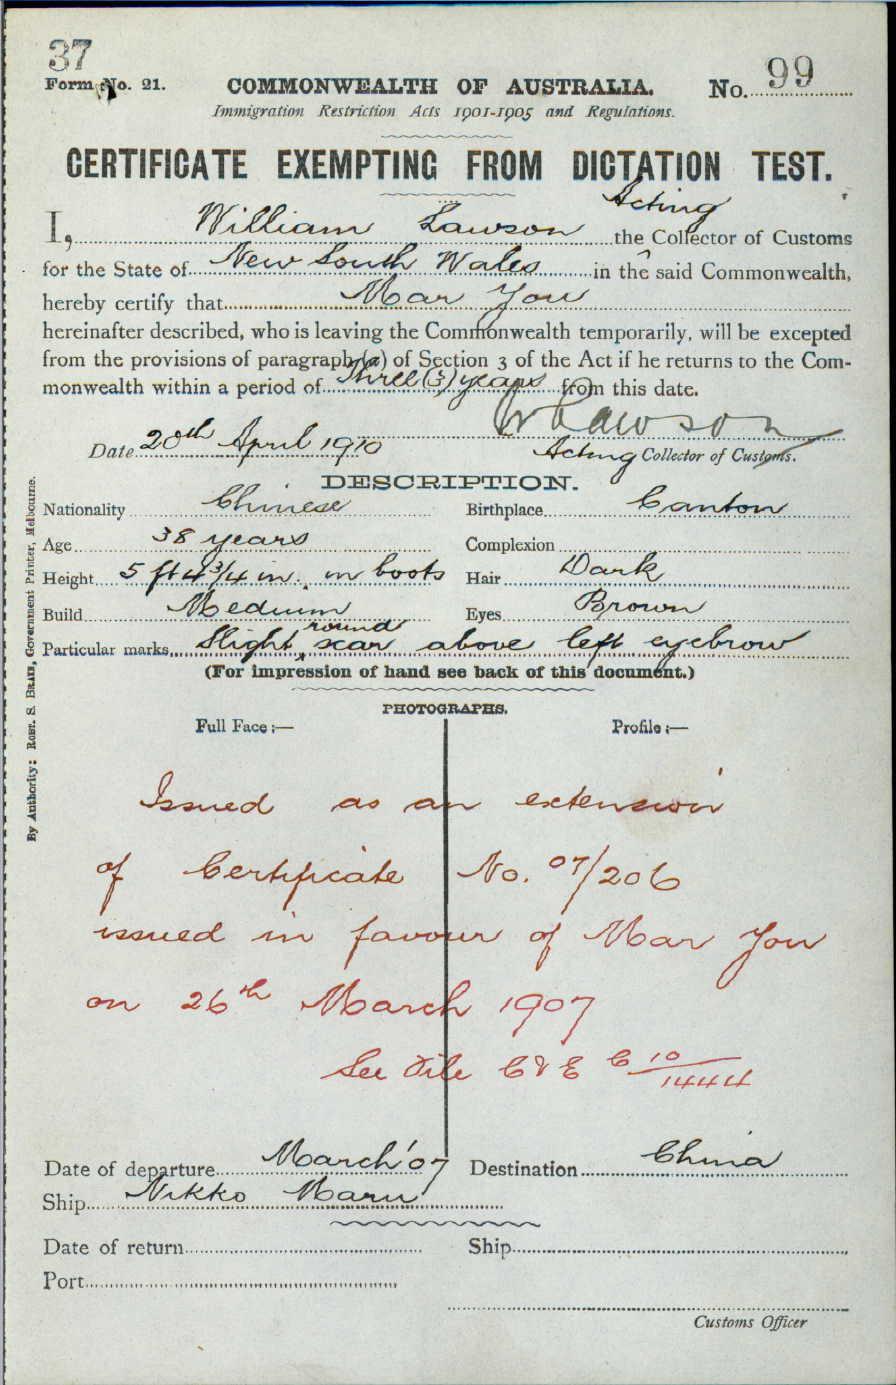 37
Form No. 21. COMMONWEALTH OF AUSTRALIA. No. 99
Immigration Restriction Acts 1901-1905 and Regulations.
CERTIFICATE EXEMPTING FROM DICTATION TEST.
Acting
I, William Lawson the Collector of Customs
for the State of New South Wales in the said Commonwealth,
hereby certify that Mar You
hereinafter described, who is leaving the Commonwealth temporarily, will be excepted
from the provisions of paragraph (a) of Section 3 of the Act if he returns to the Com-
monwealth within a period of Three (3) years from this date.
W Lawson
Date 20th April 1910 Acting Collector of Customs.
DESCRIPTION.
Nationality Chinese Birthplace Canton
Age 38 years Complexion
Height 5 ft 4 3/4 in. in boots Hair Dark
Build Medium Eyes Brown
Particular marks Slight round scar above left eyebrow
(For impression of hand see back of this document.)
PHOTOGRAPHS.
Full Face:— Profile:—
Issued as an extension
of Certificate No. 07/206
issued in favour of Mar You
on 26th March 1907
See File C & E C 10/1444
Date of departure March '07 Destination China
Ship Nikko Maru
Date of return Ship
Port
Customs Officer
By Authority: ROBT. S. BRAIN, Government Printer, Melbourne.